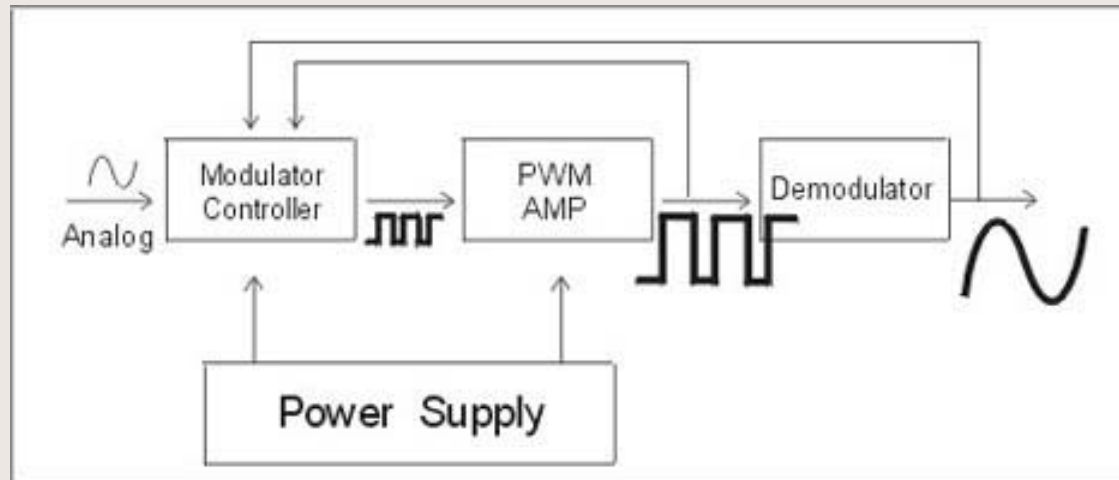 Modulator
Controller
PWM
AMP
Demodulator
Analog
Power Supply